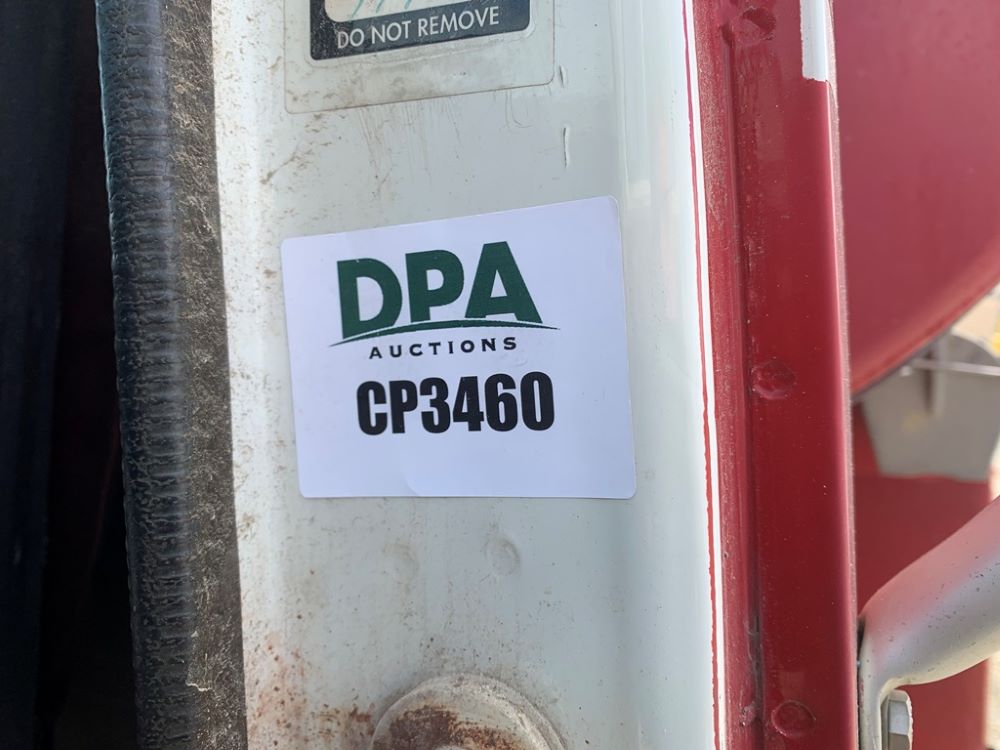 DO NOT REMOVE
DPA
AUCTIONS
CP3460